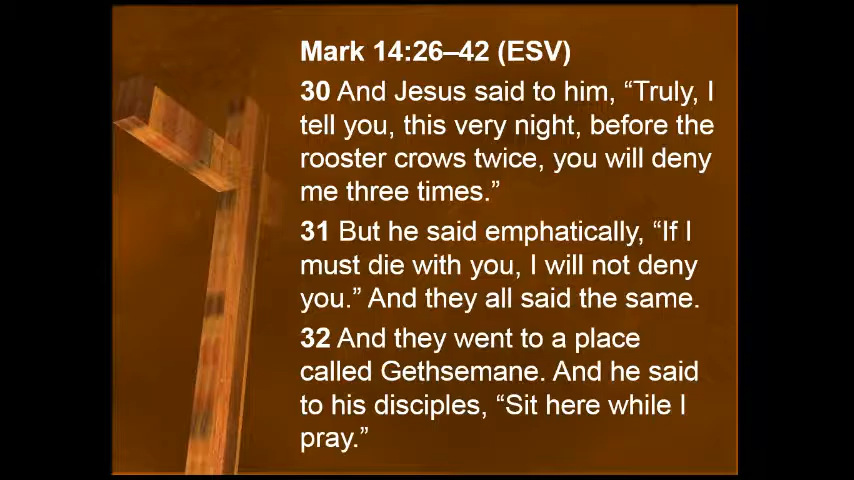 Mark 14:26–42 (ESV)
30 And Jesus said to him, “Truly, I
tell you, this very night, before the
rooster crows twice, you will deny
me three times.”
31 But he said emphatically, “If I
must die with you, I will not deny
you.” And they all said the same.
32 And they went to a place
called Gethsemane. And he said
to his disciples, “Sit here while I
pray.”